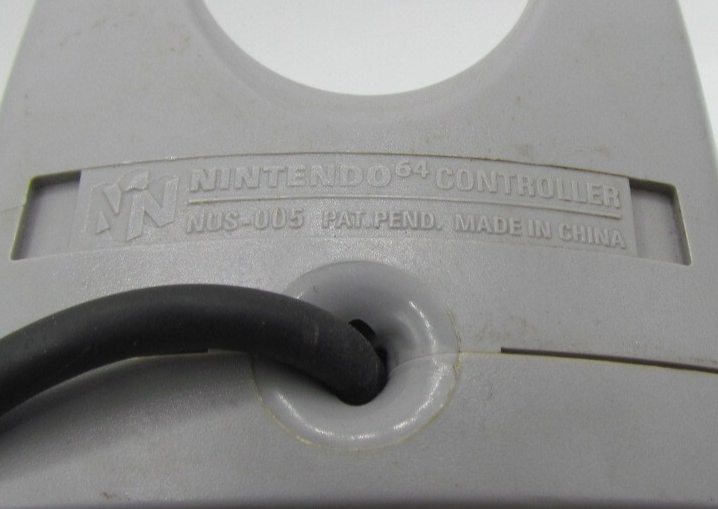 NINTENDO64 CONTROLLER
NUS-005 PAT.PEND. MADE IN CHINA